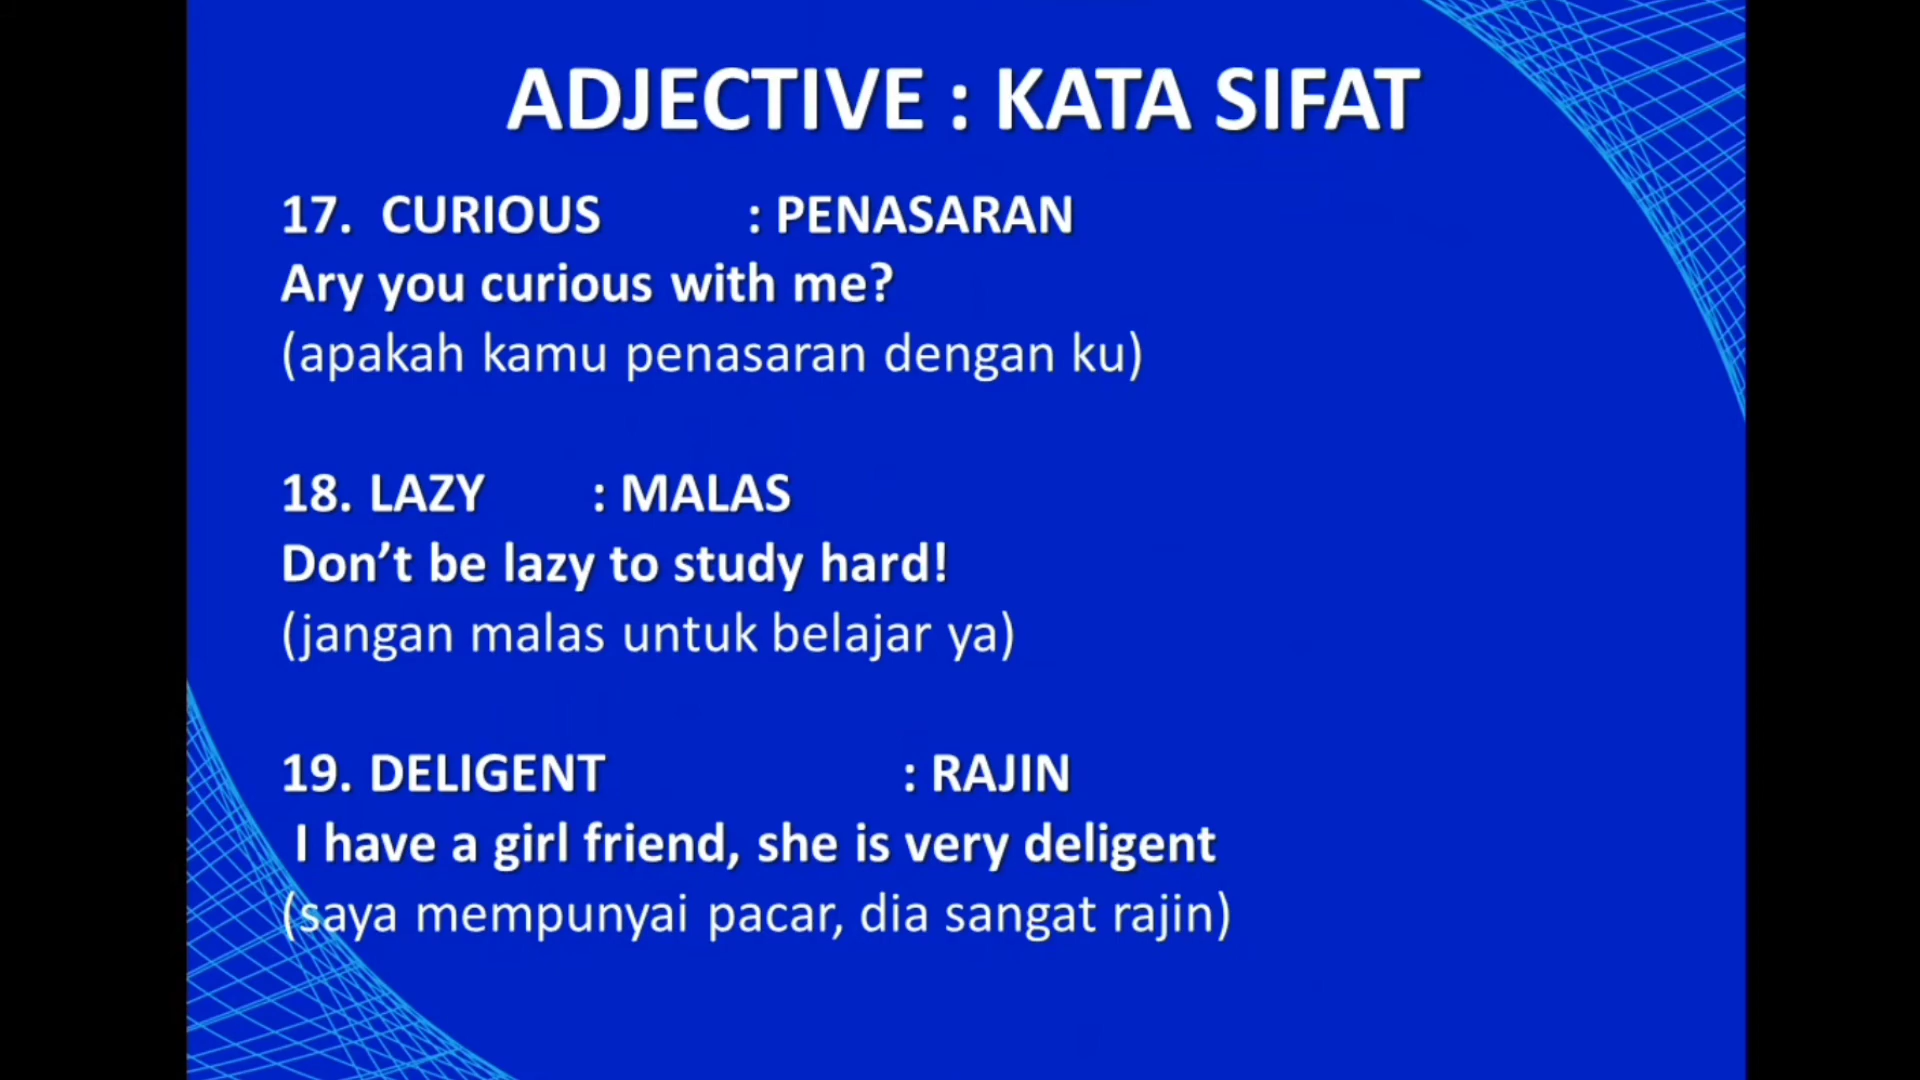 ADJECTIVE : KATA SIFAT
17. CURIOUS : PENASARAN
Ary you curious with me?
(apakah kamu penasaran dengan ku)
18. LAZY : MALAS
Don’t be lazy to study hard!
(jangan malas untuk belajar ya)
19. DELIGENT : RAJIN
I have a girl friend, she is very deligent
(saya mempunyai pacar, dia sangat rajin)